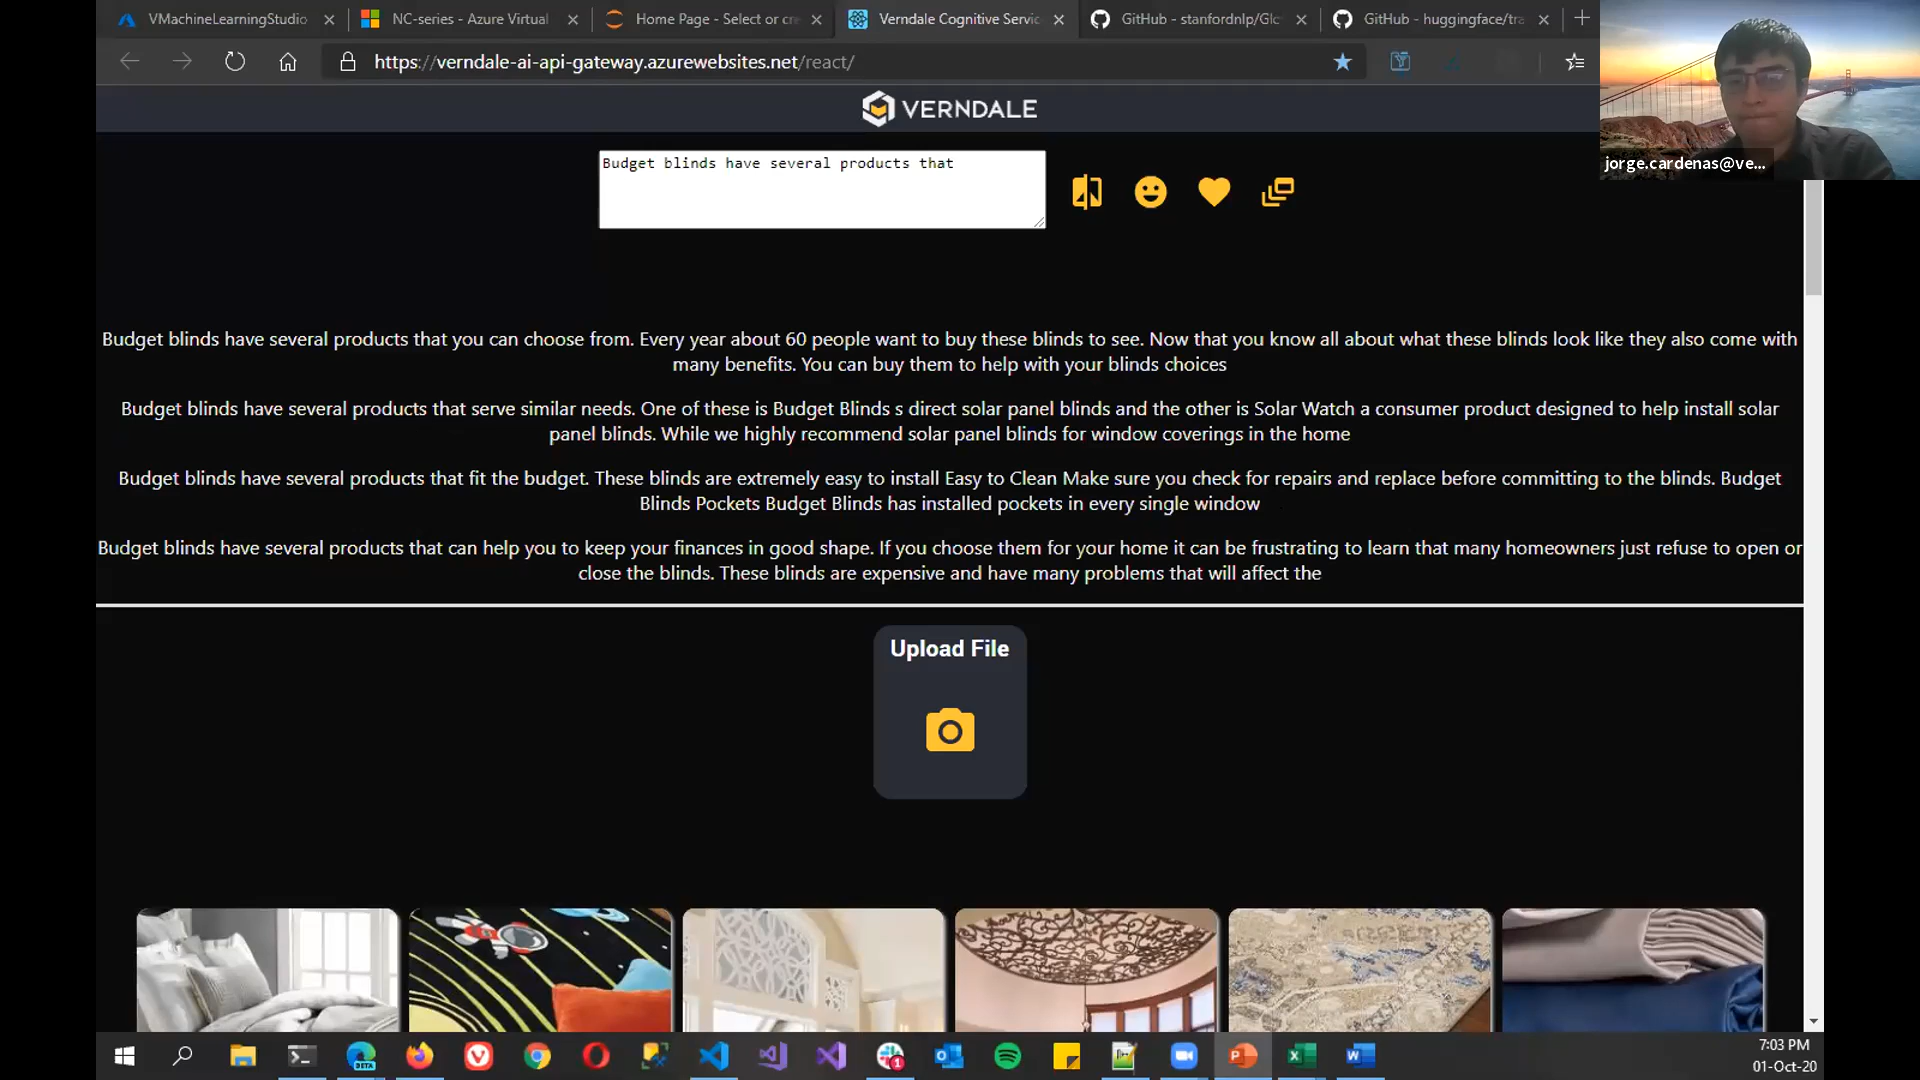 VMachineLearningStudio
NC-series - Azure Virtual
Home Page - Select or cre
Verndale Cognitive Servic
GitHub - stanfordnlp/Glo
GitHub - huggingface/tra
https://verndale-ai-api-gateway.azurewebsites.net/react/
jorge.cardenas@ve...
VERNDALE
Budget blinds have several products that
Budget blinds have several products that you can choose from. Every year about 60 people want to buy these blinds to see. Now that you know all about what these blinds look like they also come with
many benefits. You can buy them to help with your blinds choices
Budget blinds have several products that serve similar needs. One of these is Budget Blinds s direct solar panel blinds and the other is Solar Watch a consumer product designed to help install solar
panel blinds. While we highly recommend solar panel blinds for window coverings in the home
Budget blinds have several products that fit the budget. These blinds are extremely easy to install Easy to Clean Make sure you check for repairs and replace before committing to the blinds. Budget
Blinds Pockets Budget Blinds has installed pockets in every single window
Budget blinds have several products that can help you to keep your finances in good shape. If you choose them for your home it can be frustrating to learn that many homeowners just refuse to open or
close the blinds. These blinds are expensive and have many problems that will affect the
Upload File
BETA
1
7:03 PM
01-Oct-20